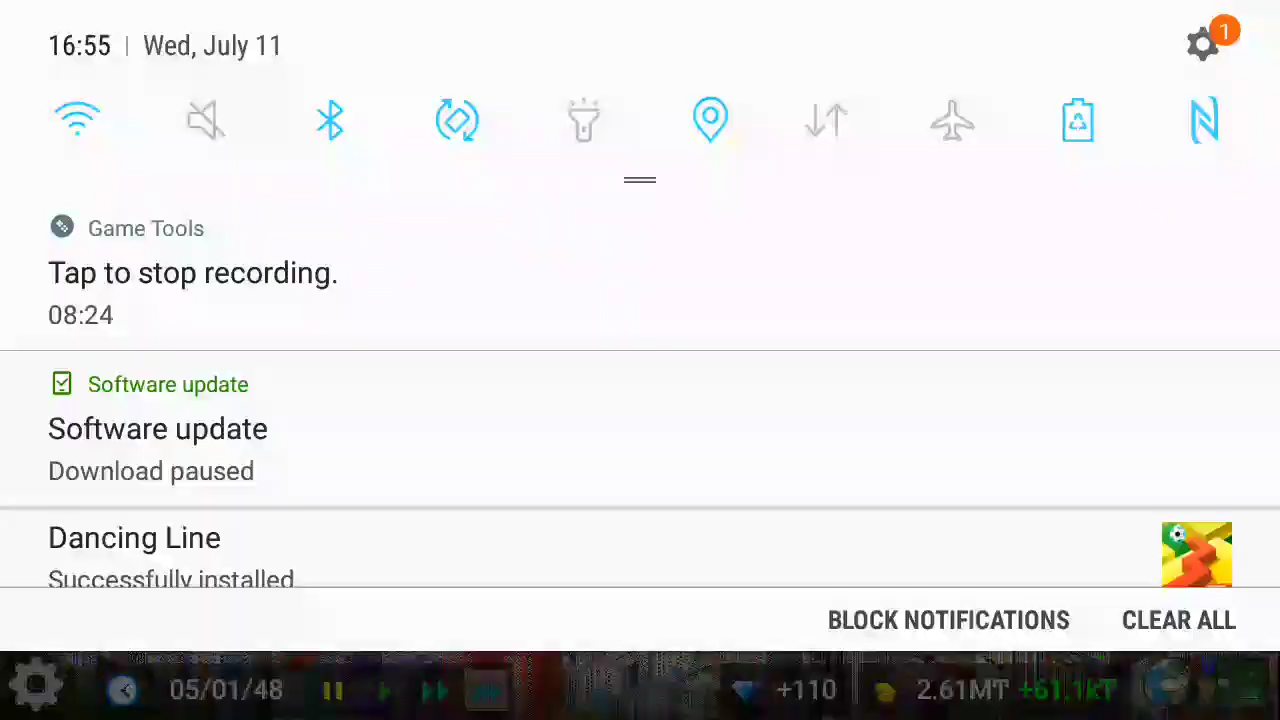 16:55 | Wed, July 11
1
Game Tools
Tap to stop recording.
08:24
Software update
Software update
Download paused
Dancing Line
Successfully installed
BLOCK NOTIFICATIONS CLEAR ALL
05/01/48 +110 2.61MT +61.1kT